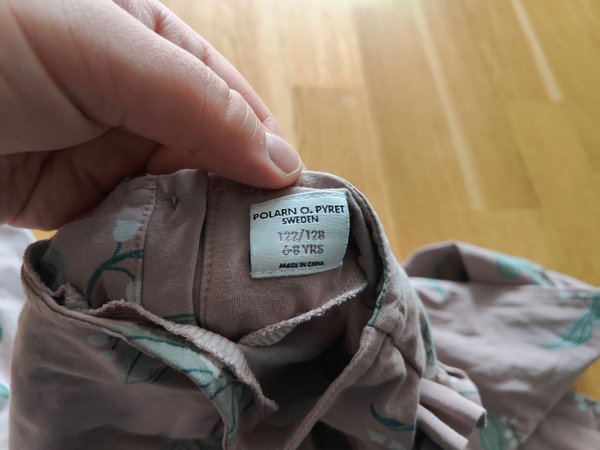 POLARN O. PYRET
SWEDEN
122/128
6-8 YRS
MADE IN CHINA